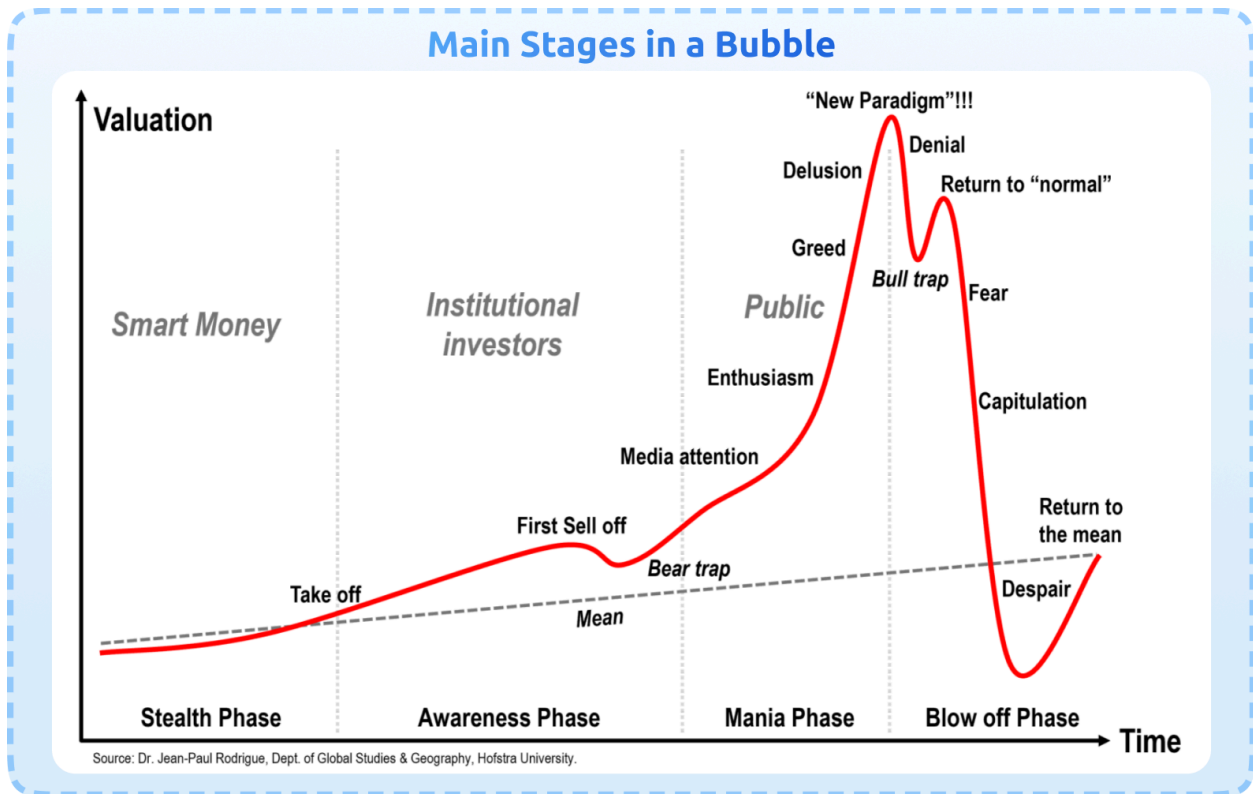 Main Stages in a Bubble
Valuation
“New Paradigm”!!!
Denial
Delusion
Return to “normal”
Greed
Bull trap
Fear
Smart Money
Institutional
investors
Public
Enthusiasm
Capitulation
Media attention
First Sell off
Return to
the mean
Bear trap
Take off
Despair
Mean
Stealth Phase
Awareness Phase
Mania Phase
Blow off Phase
Time
Source: Dr. Jean-Paul Rodrigue, Dept. of Global Studies & Geography, Hofstra University.